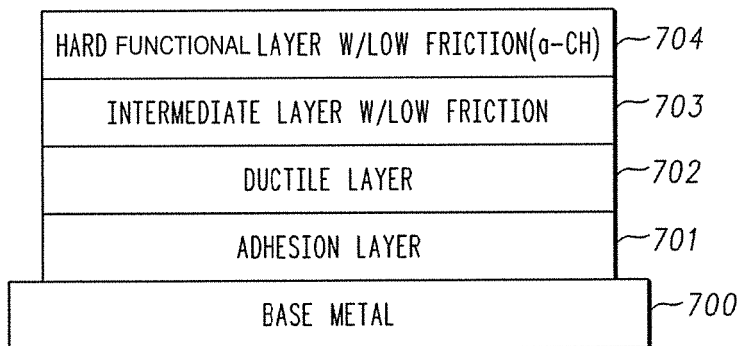 HARD FUNCTIONAL LAYER W/LOW FRICTION(a-CH) 704
INTERMEDIATE LAYER W/LOW FRICTION 703
DUCTILE LAYER 702
ADHESION LAYER 701
BASE METAL 700